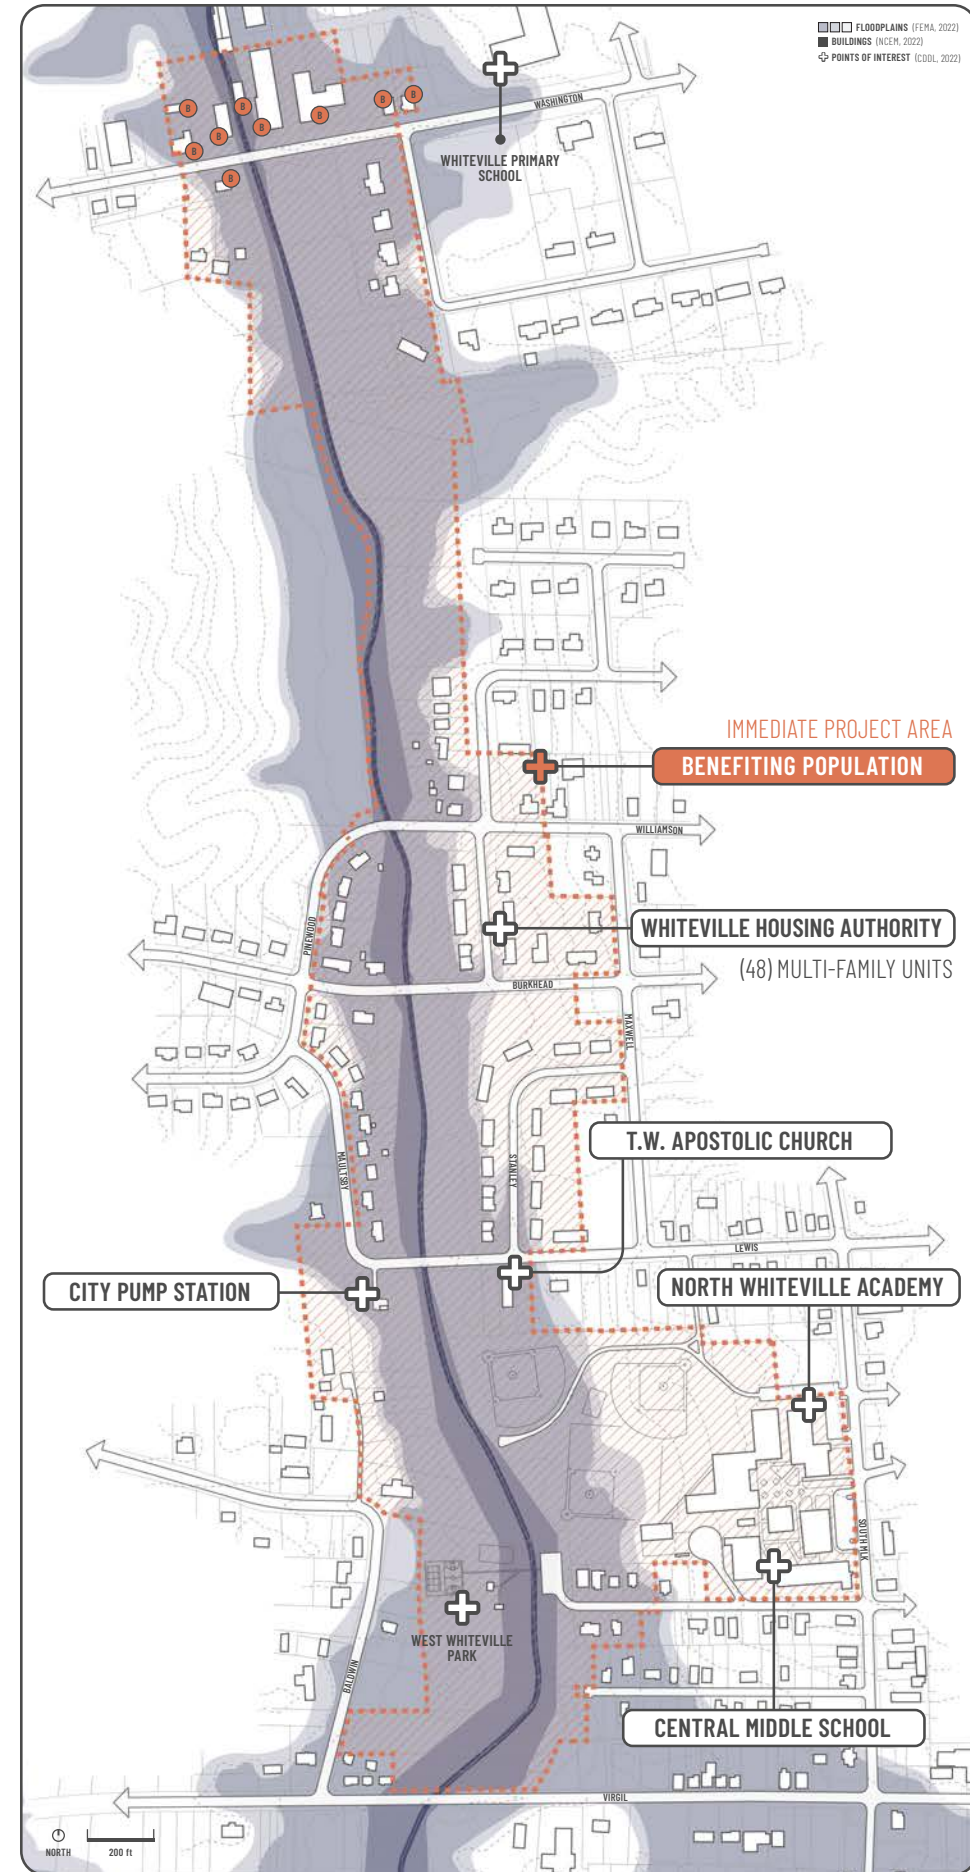 FLOODPLAINS (FEMA, 2022)
BUILDINGS (NCEM, 2022)
POINTS OF INTEREST (CDDL, 2022)
WASHINGTON
B
B
B
B
B
B
B
B
B
WHITEVILLE PRIMARY
SCHOOL
IMMEDIATE PROJECT AREA
BENEFITING POPULATION
WILLIAMSON
PINEWOOD
WHITEVILLE HOUSING AUTHORITY
(48) MULTI-FAMILY UNITS
BURKHEAD
MAXWELL
T.W. APOSTOLIC CHURCH
MAULTSBY
STANLEY
LEWIS
CITY PUMP STATION
NORTH WHITEVILLE ACADEMY
SOUTH MLK
WEST WHITEVILLE
PARK
BALDWIN
CENTRAL MIDDLE SCHOOL
VIRGIL
NORTH
200 ft